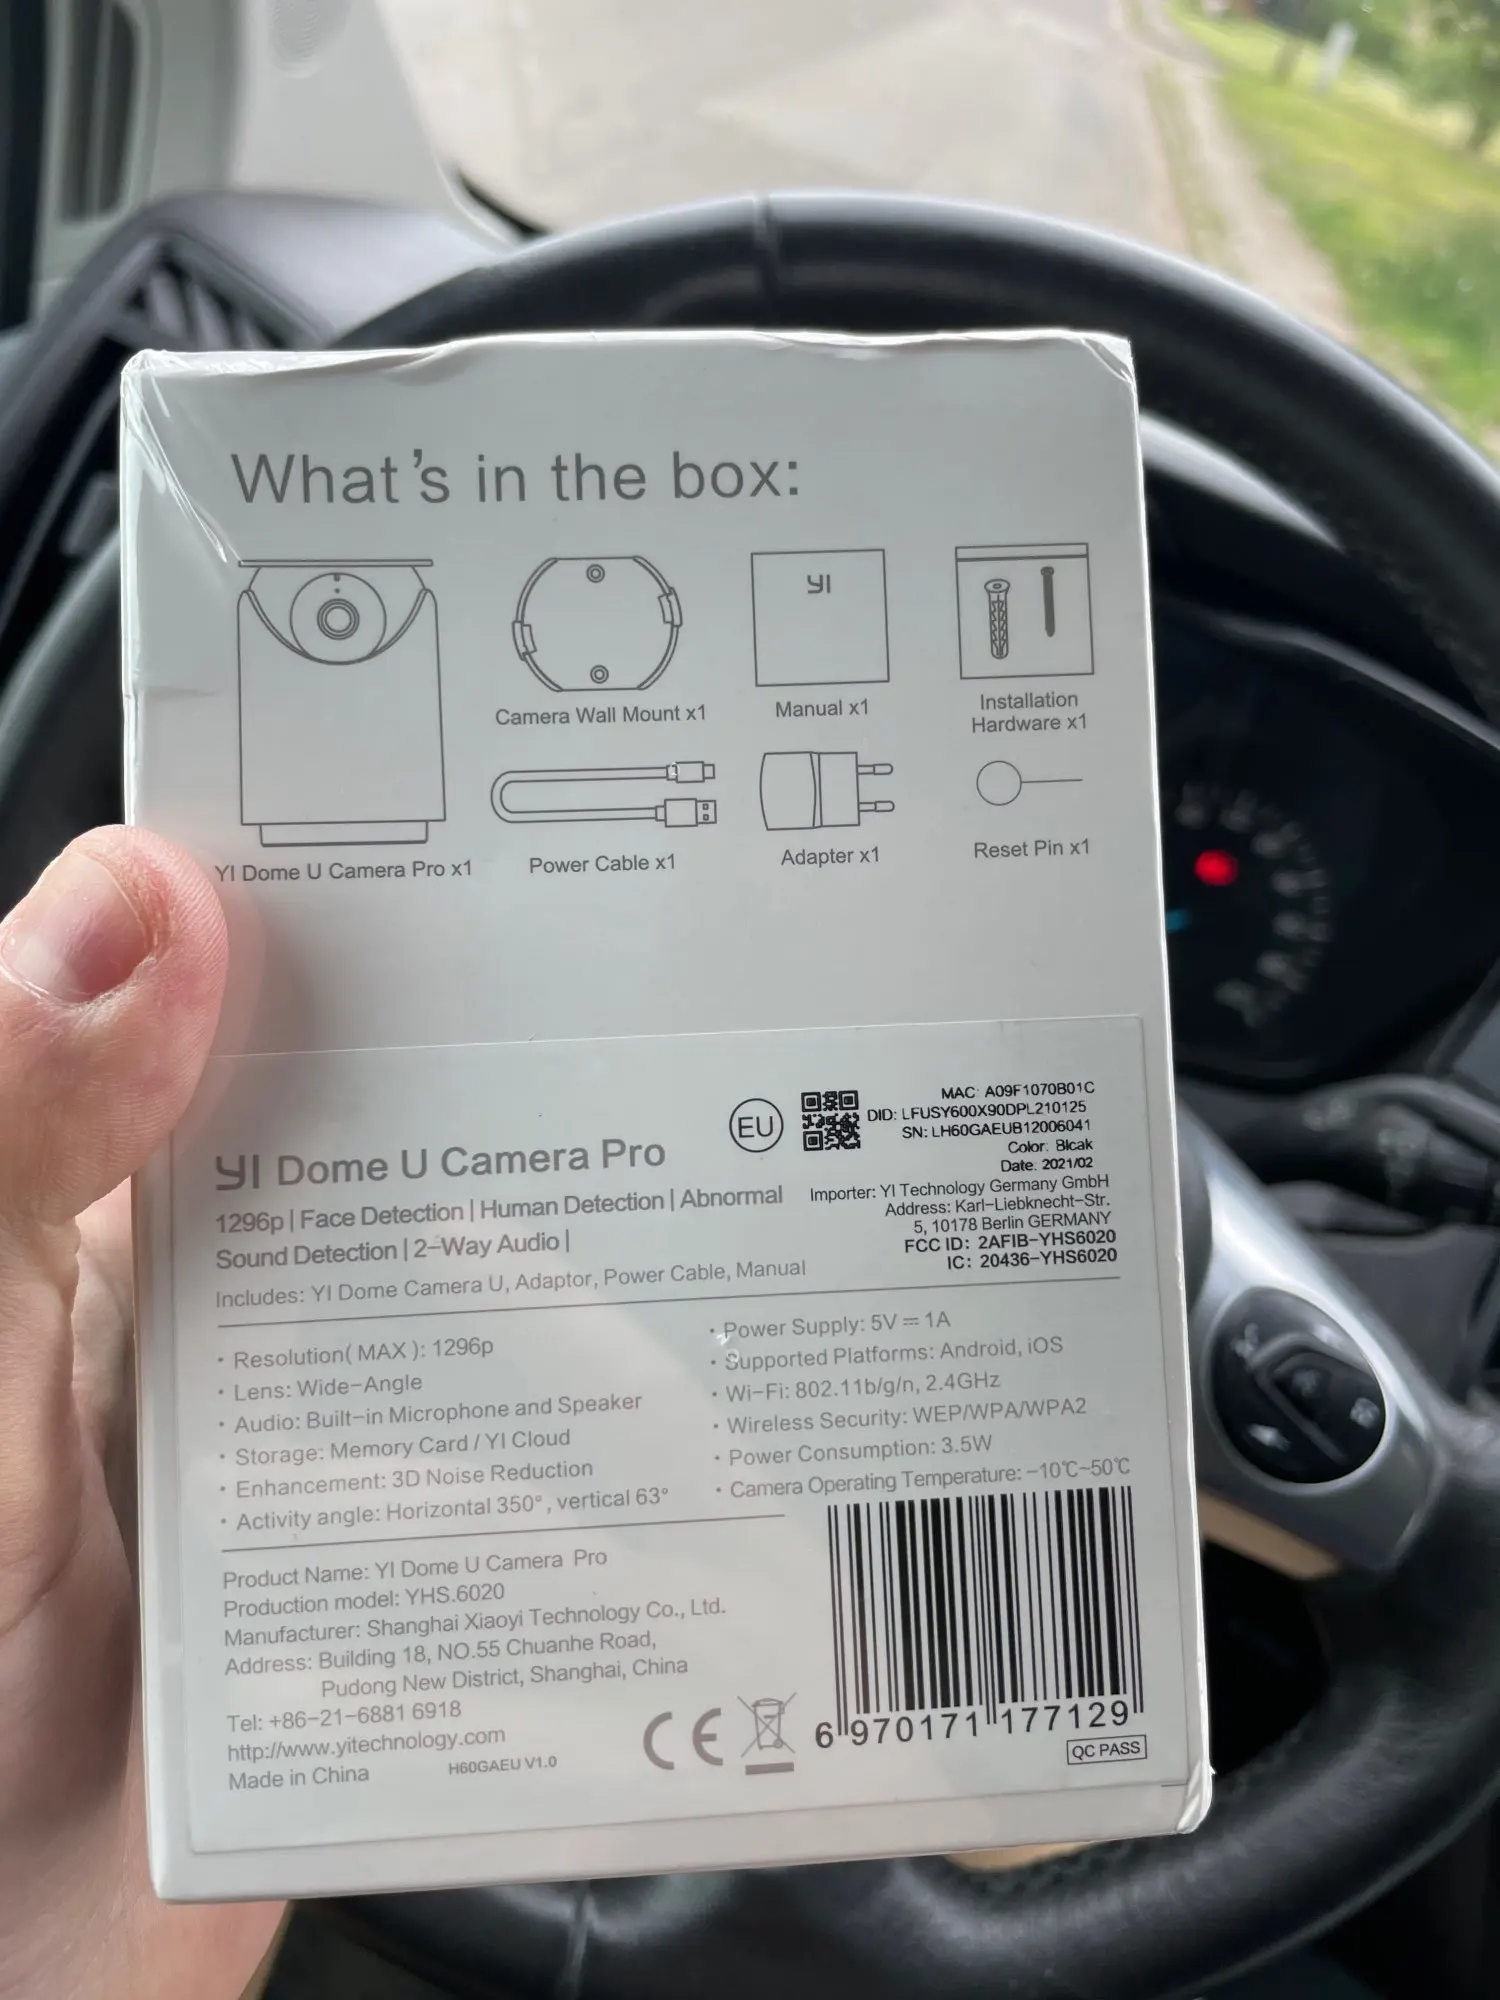 What's in the box:
YI
Camera Wall Mount x1
Manual x1
Installation
Hardware x1
YI Dome U Camera Pro x1
Power Cable x1
Adapter x1
Reset Pin x1
EU
MAC: A09F1070B01C
DID: LFUSY600X90DPL210125
SN: LH60GAEUB12006041
Color: Blcak
Date: 2021/02
Importer: YI Technology Germany GmbH
Address: Karl-Liebknecht-Str.
5, 10178 Berlin GERMANY
FCC ID: 2AFIB-YHS6020
IC: 20436-YHS6020
YI Dome U Camera Pro
1296p | Face Detection | Human Detection | Abnormal
Sound Detection | 2-Way Audio |
Includes: YI Dome Camera U, Adaptor, Power Cable, Manual
• Resolution( MAX ): 1296p
• Lens: Wide-Angle
• Audio: Built-in Microphone and Speaker
• Storage: Memory Card / YI Cloud
• Enhancement: 3D Noise Reduction
• Activity angle: Horizontal 350°, vertical 63°
• Power Supply: 5V⎓1A
• Supported Platforms: Android, iOS
• Wi-Fi: 802.11b/g/n, 2.4GHz
• Wireless Security: WEP/WPA/WPA2
• Power Consumption: 3.5W
• Camera Operating Temperature: -10℃~50℃
Product Name: YI Dome U Camera Pro
Production model: YHS.6020
Manufacturer: Shanghai Xiaoyi Technology Co., Ltd.
Address: Building 18, NO.55 Chuanhe Road,
Pudong New District, Shanghai, China
Tel: +86-21-6881 6918
http://www.yitechnology.com
Made in China
H60GAEU V1.0
CE
6 970171 177129
QC PASS